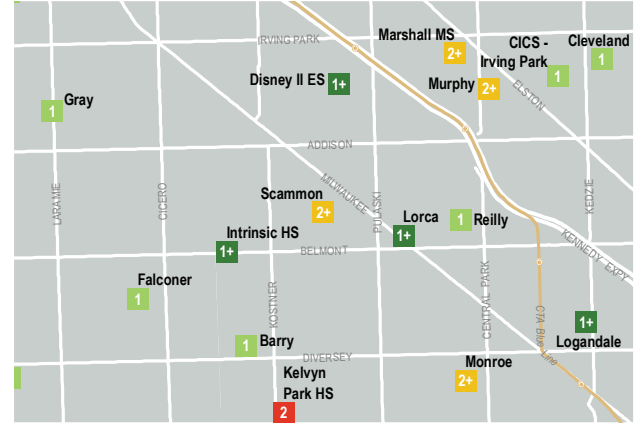 Marshall MS
2+
CICS -
Irving Park
1
Cleveland
1
IRVING PARK
Disney II ES
1+
Murphy
2+
ELSTON
Gray
1
ADDISON
MILWAUKEE
LARAMIE
CICERO
PULASKI
KEDZIE
Scammon
2+
Lorca
1+
Reilly
1
Intrinsic HS
1+
BELMONT
KENNEDY EXPY
Falconer
1
KOSTNER
CENTRAL PARK
CTA Blue Line
1+
Logandale
Barry
1
DIVERSEY
Kelvyn
Park HS
2
Monroe
2+